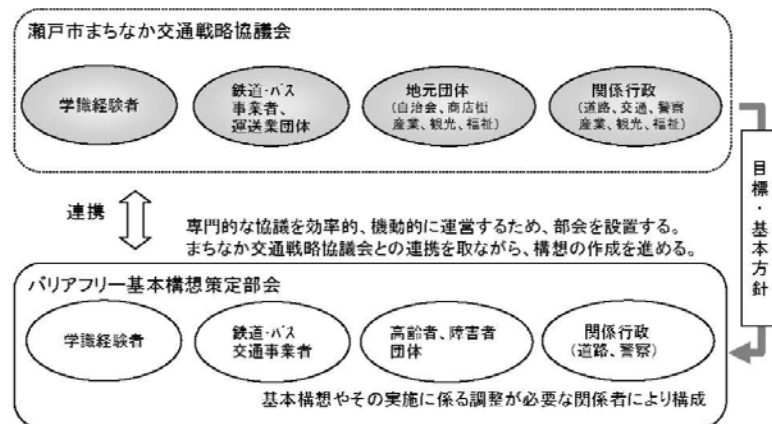 瀬戸市まちなか交通戦略協議会
学識経験者
鉄道・バス
事業者、
運送業団体
地元団体
(自治会、商店街
産業、観光、福祉)
関係行政
(道路、交通、警察
産業、観光、福祉)
目標・基本方針
連携
専門的な協議を効率的、機動的に運営するため、部会を設置する。
まちなか交通戦略協議会との連携を取ながら、構想の作成を進める。
バリアフリー基本構想策定部会
学識経験者
鉄道・バス
交通事業者
高齢者、障害者
団体
関係行政
(道路、警察)
基本構想やその実施に係る調整が必要な関係者により構成